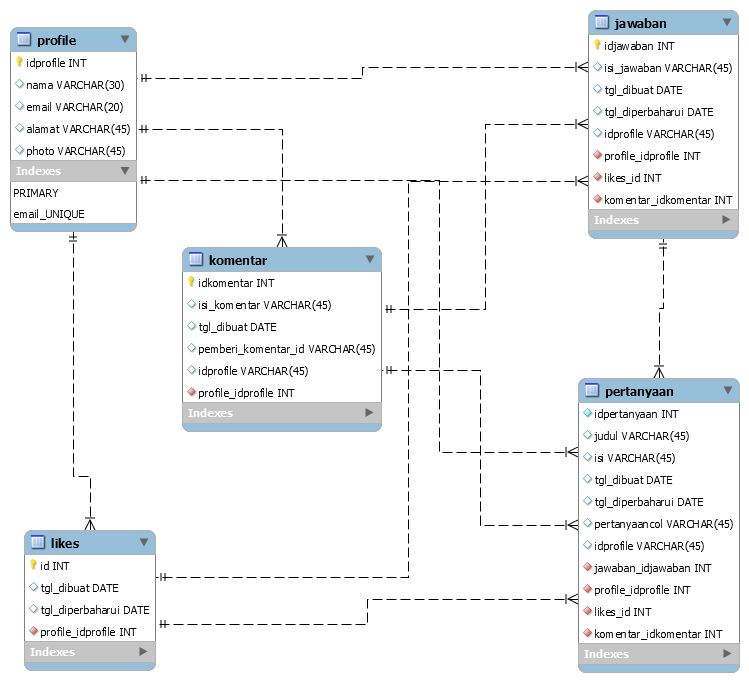 profile
idprofile INT
nama VARCHAR(30)
email VARCHAR(20)
alamat VARCHAR(45)
photo VARCHAR(45)
Indexes
PRIMARY
email_UNIQUE
jawaban
idjawaban INT
isi_jawaban VARCHAR(45)
tgl_dibuat DATE
tgl_diperbaharui DATE
idprofile VARCHAR(45)
profile_idprofile INT
likes_id INT
komentar_idkomentar INT
Indexes
komentar
idkomentar INT
isi_komentar VARCHAR(45)
tgl_dibuat DATE
pemberi_komentar_id VARCHAR(45)
idprofile VARCHAR(45)
profile_idprofile INT
Indexes
pertanyaan
idpertanyaan INT
judul VARCHAR(45)
isi VARCHAR(45)
tgl_dibuat DATE
tgl_diperbaharui DATE
pertanyaancol VARCHAR(45)
idprofile VARCHAR(45)
jawaban_idjawaban INT
profile_idprofile INT
likes_id INT
komentar_idkomentar INT
Indexes
likes
id INT
tgl_dibuat DATE
tgl_diperbaharui DATE
profile_idprofile INT
Indexes